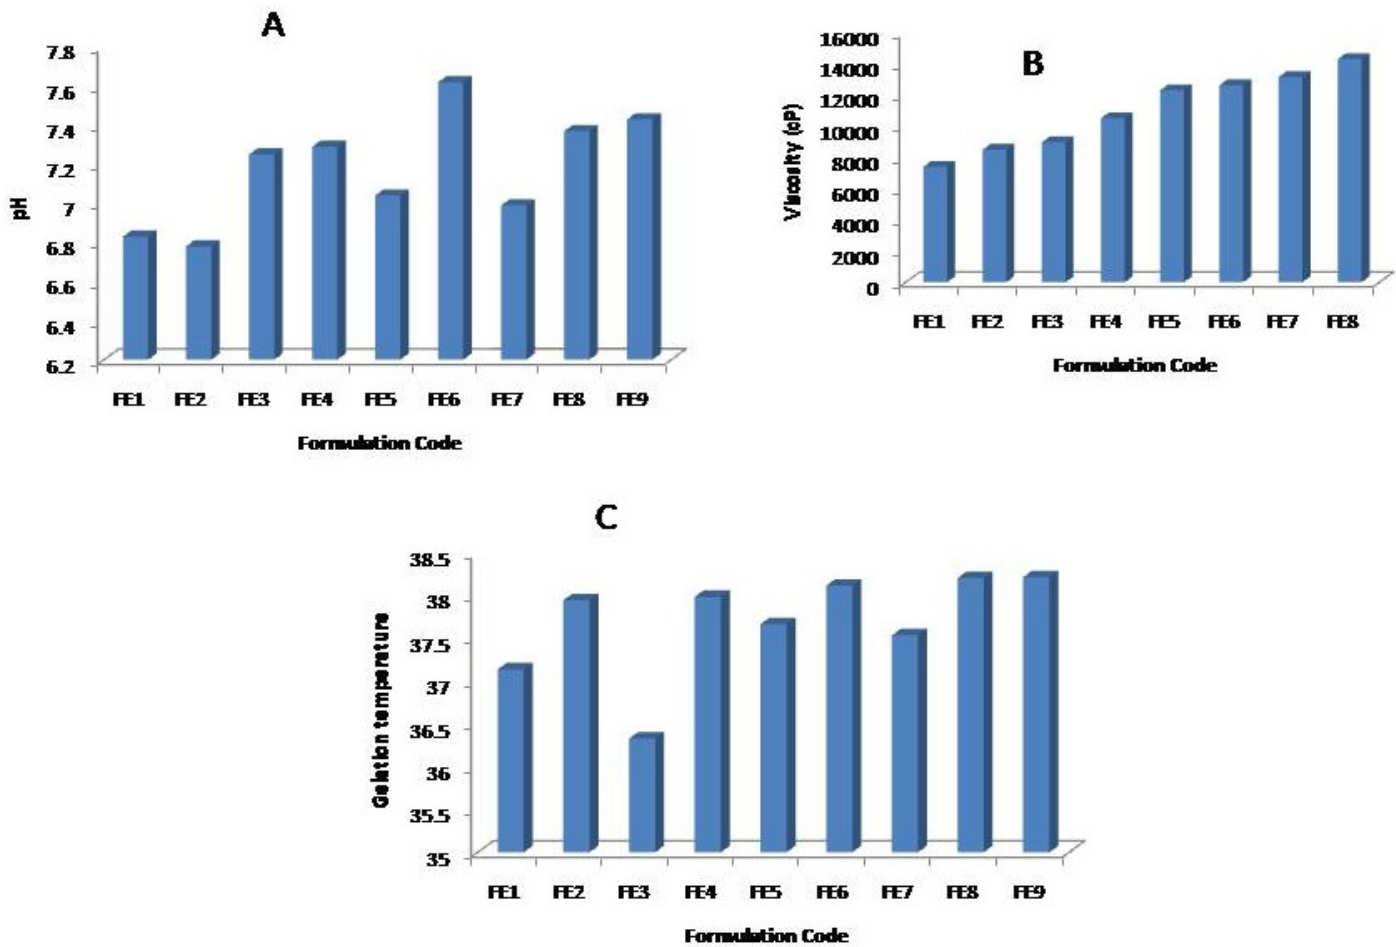 A
7.8
7.6
7.4
7.2
7
6.8
6.6
6.4
6.2
pH
FE1 FE2 FE3 FE4 FE5 FE6 FE7 FE8 FE9
Formulation Code
B
16000
14000
12000
10000
8000
6000
4000
2000
0
Viscosity (cP)
FE1 FE2 FE3 FE4 FE5 FE6 FE7 FE8
Formulation Code
C
38.5
38
37.5
37
36.5
36
35.5
35
Gelation temperature
FE1 FE2 FE3 FE4 FE5 FE6 FE7 FE8 FE9
Formulation Code